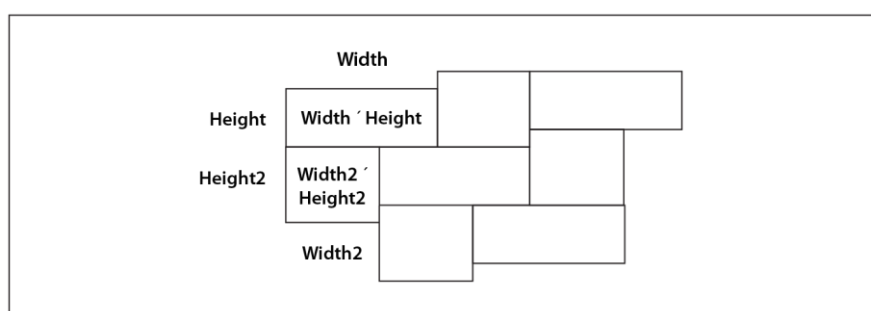 Width
Height
Width ´ Height
Height2
Width2 ´
Height2
Width2